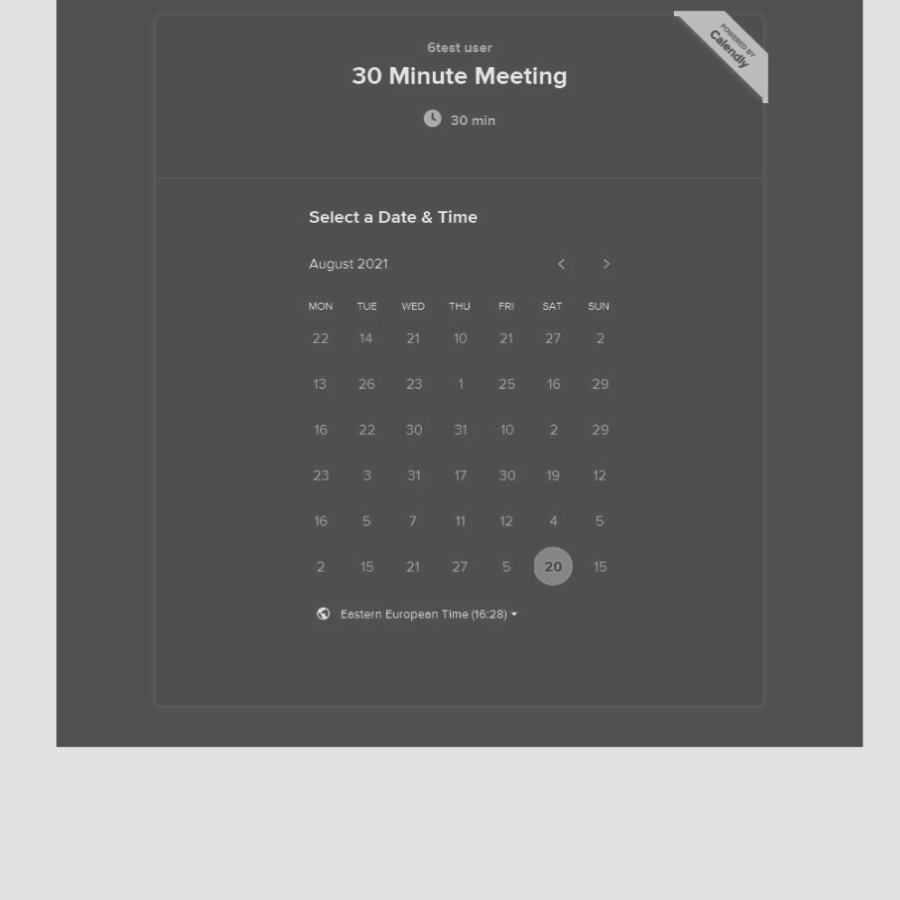 6test user
POWERED BY
Calendly
30 Minute Meeting
30 min
Select a Date & Time
August 2021
MON TUE WED THU FRI SAT SUN
22 14 21 10 21 27 2
13 26 23 1 25 16 29
16 22 30 31 10 2 29
23 3 31 17 30 19 12
16 5 7 11 12 4 5
2 15 21 27 5 20 15
Eastern European Time (16:28)